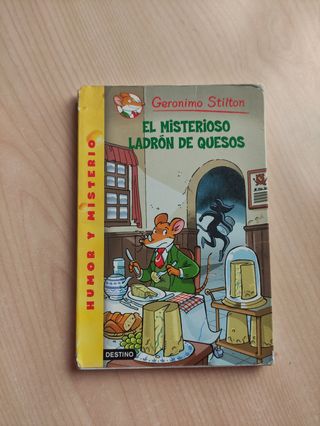 Geronimo Stilton
EL MISTERIOSO
LADRÓN DE QUESOS
HUMOR Y MISTERIO
DESTINO